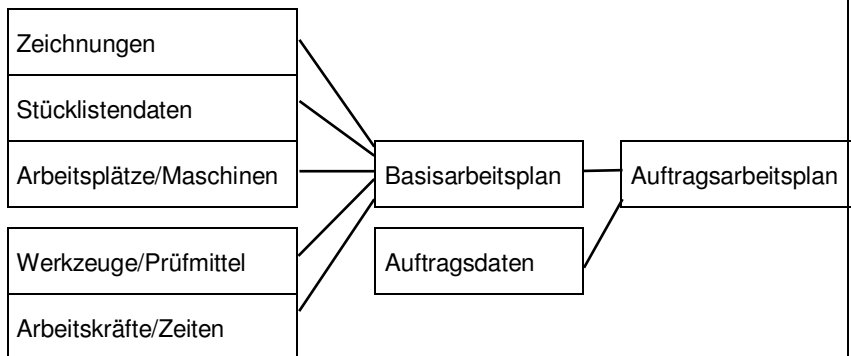 Zeichnungen
Stücklistendaten
Arbeitsplätze/Maschinen
Basisarbeitsplan
Auftragsarbeitsplan
Werkzeuge/Prüfmittel
Auftragsdaten
Arbeitskräfte/Zeiten